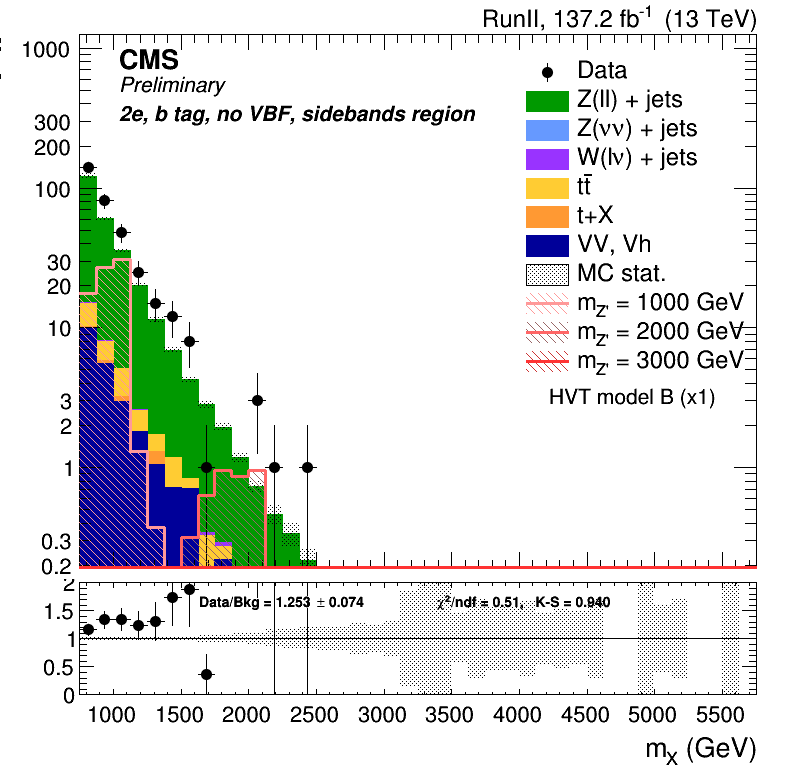 RunII, 137.2 fb⁻¹ (13 TeV)
CMS
Preliminary
2e, b tag, no VBF, sidebands region
Data
Z(ll) + jets
Z(νν) + jets
W(lν) + jets
tt̄
t+X
VV, Vh
MC stat.
m_Z' = 1000 GeV
m_Z' = 2000 GeV
m_Z' = 3000 GeV
HVT model B (x1)
1000
300
200
100
30
20
10
3
2
1
0.3
0.2
Data/Bkg = 1.253 ± 0.074
χ²/ndf = 0.51, K-S = 0.940
2
1.5
1
0.5
0
1000 1500 2000 2500 3000 3500 4000 4500 5000 5500
m_X (GeV)